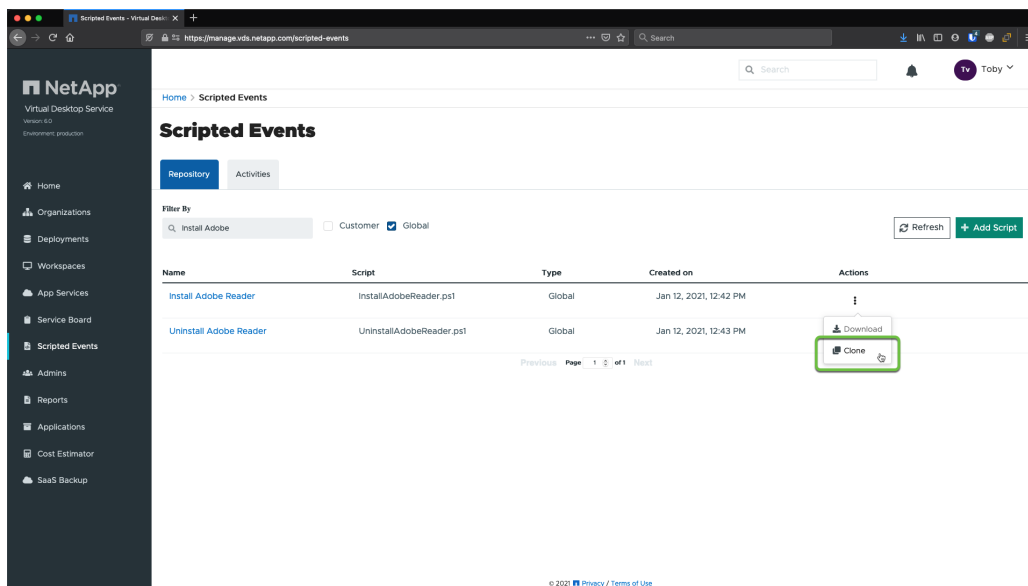 Scripted Events - Virtual Deskt
https://manage.vds.netapp.com/scripted-events
Search
NetApp
Virtual Desktop Service
Version: 6.0
Environment: production
Search
Tv Toby
Home > Scripted Events
Scripted Events
Repository Activities
Filter By
Install Adobe Customer Global Refresh + Add Script
Name Script Type Created on Actions
Install Adobe Reader InstallAdobeReader.ps1 Global Jan 12, 2021, 12:42 PM
Uninstall Adobe Reader UninstallAdobeReader.ps1 Global Jan 12, 2021, 12:43 PM
Download
Clone
Previous Page 1 of 1 Next
Home
Organizations
Deployments
Workspaces
App Services
Service Board
Scripted Events
Admins
Reports
Applications
Cost Estimator
SaaS Backup
© 2021 Privacy / Terms of Use